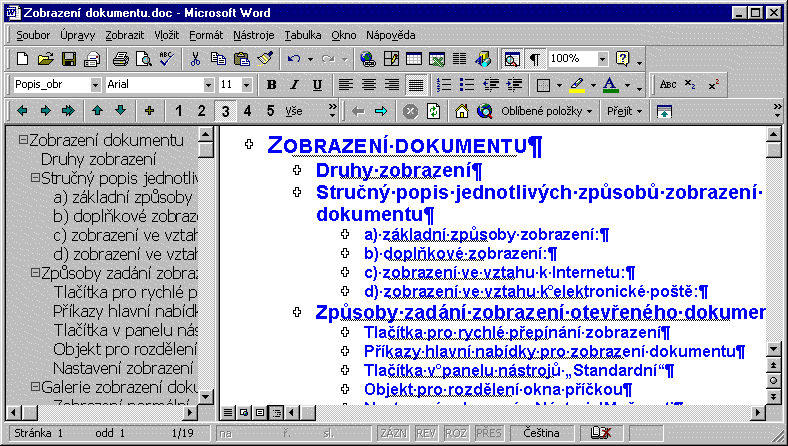 Zobrazení dokumentu.doc - Microsoft Word
Soubor Úpravy Zobrazit Vložit Formát Nástroje Tabulka Okno Nápověda
100%
Popis_obr Arial 11 B I U ABC x₂ x²
1 2 3 4 5 Vše Oblíbené položky Přejít
Zobrazení dokumentu
Druhy zobrazení
Stručný popis jednotliv
a) základní způsoby
b) doplňkové zobraz
c) zobrazení ve vztah
d) zobrazení ve vztah
Způsoby zadání zobraz
Tlačítka pro rychlé p
Příkazy hlavní nabídk
Tlačítka v panelu nás
Objekt pro rozdělení
Nastavení zobrazení
Galerie zobrazení doku
ZOBRAZENÍ·DOKUMENTU¶
Druhy·zobrazení¶
Stručný·popis·jednotlivých·způsobů·zobrazení·
dokumentu¶
a)·základní·způsoby·zobrazení:¶
b)·doplňkové·zobrazení:¶
c)·zobrazení·ve·vztahu·k·Internetu:¶
d)·zobrazení·ve·vztahu·k°elektronické·poště:¶
Způsoby·zadání·zobrazení·otevřeného·dokumen
Tlačítka·pro·rychlé·přepínání·zobrazení¶
Příkazy·hlavní·nabídky·pro·zobrazení·dokumentu¶
Tlačítka·v°panelu·nástrojů·„Standardní“¶
Objekt·pro·rozdělení·okna·příčkou¶
Stránka 1 odd 1 1/19 na ř. sl. ZÁZN REV ROZ PŘES Čeština